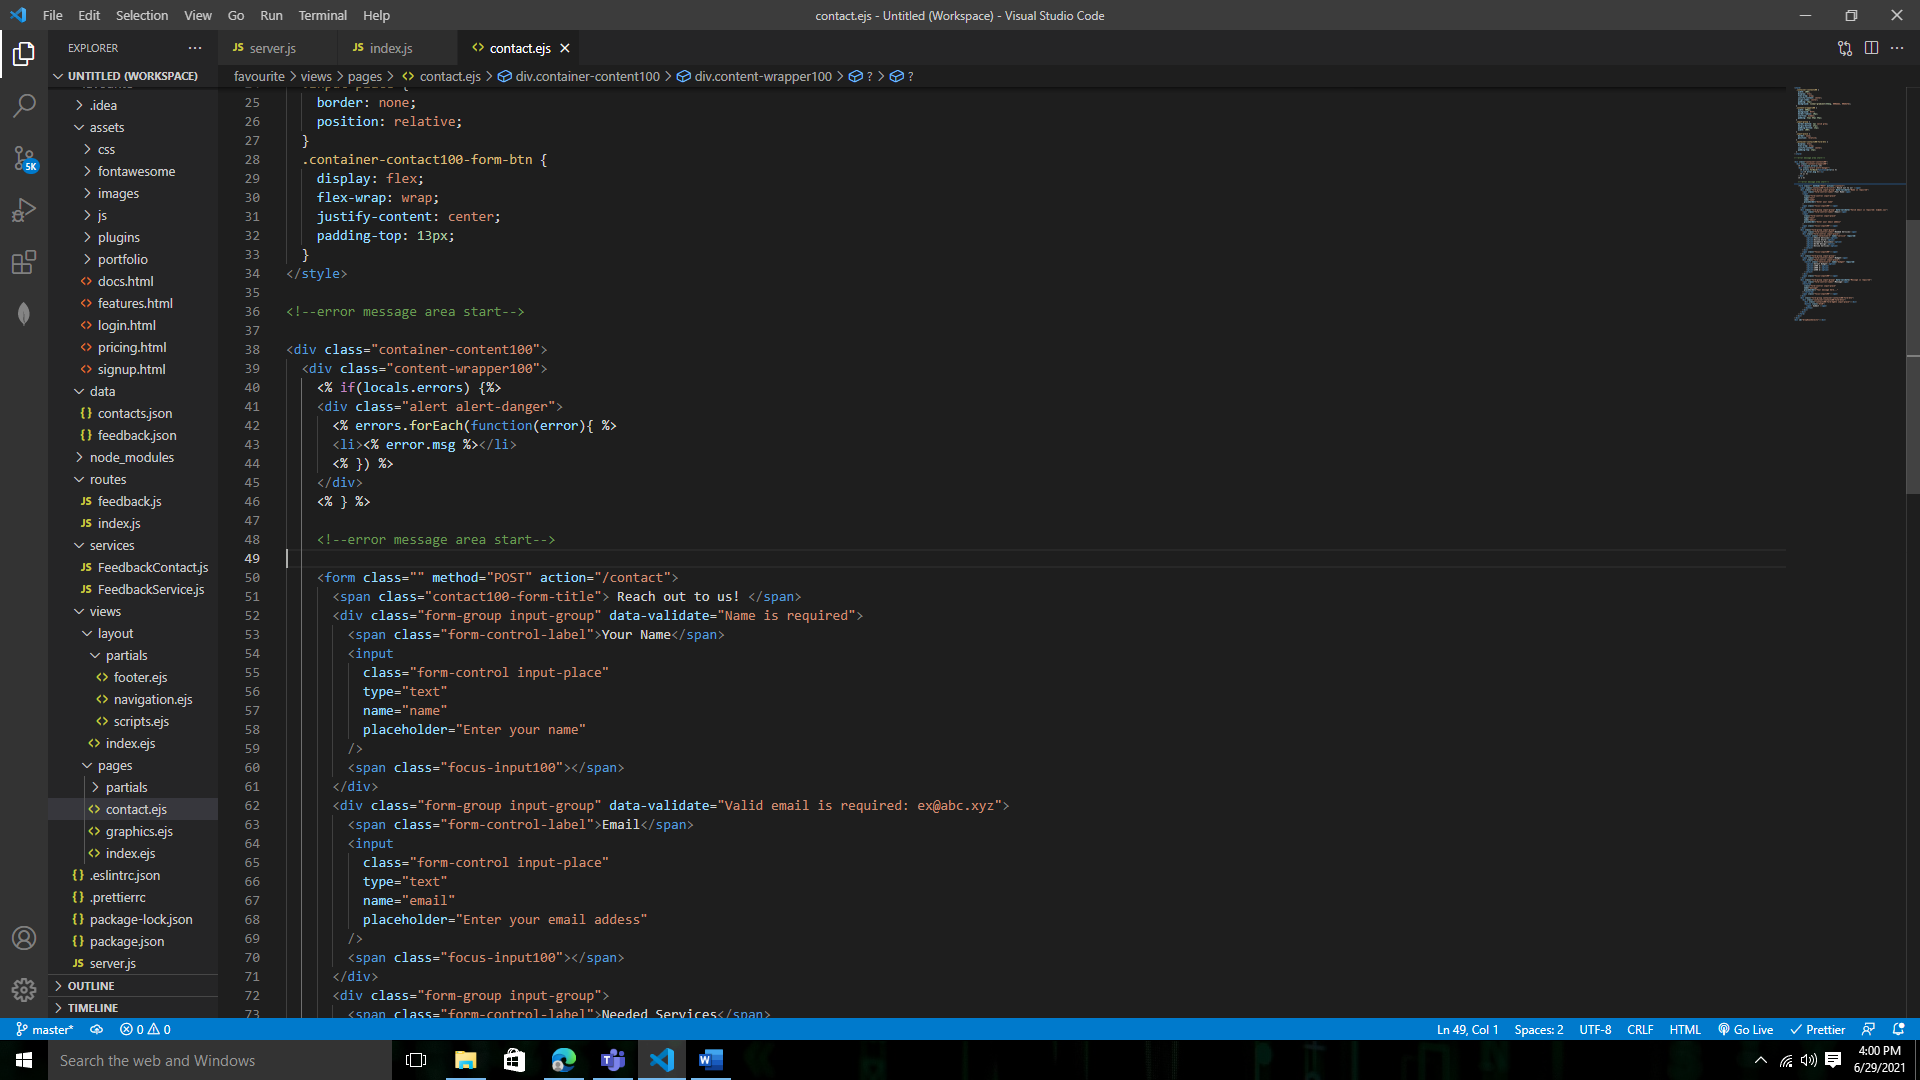 File Edit Selection View Go Run Terminal Help
contact.ejs - Untitled (Workspace) - Visual Studio Code
EXPLORER
JS server.js
JS index.js
contact.ejs
UNTITLED (WORKSPACE)
favourite > views > pages > contact.ejs > div.container-content100 > div.content-wrapper100 > ? > ?
.idea
assets
css
fontawesome
images
js
plugins
portfolio
docs.html
features.html
login.html
pricing.html
signup.html
data
{} contacts.json
{} feedback.json
node_modules
routes
JS feedback.js
JS index.js
services
JS FeedbackContact.js
JS FeedbackService.js
views
layout
partials
footer.ejs
navigation.ejs
scripts.ejs
index.ejs
pages
partials
contact.ejs
graphics.ejs
index.ejs
{} .eslintrc.json
{} .prettierrc
{} package-lock.json
{} package.json
JS server.js
OUTLINE
TIMELINE
5K
25 border: none;
26 position: relative;
27 }
28 .container-contact100-form-btn {
29 display: flex;
30 flex-wrap: wrap;
31 justify-content: center;
32 padding-top: 13px;
33 }
34 </style>
35
36 <!--error message area start-->
37
38 <div class="container-content100">
39 <div class="content-wrapper100">
40 <% if(locals.errors) {%>
41 <div class="alert alert-danger">
42 <% errors.forEach(function(error){ %>
43 <li><% error.msg %></li>
44 <% }) %>
45 </div>
46 <% } %>
47
48 <!--error message area start-->
49
50 <form class="" method="POST" action="/contact">
51 <span class="contact100-form-title"> Reach out to us! </span>
52 <div class="form-group input-group" data-validate="Name is required">
53 <span class="form-control-label">Your Name</span>
54 <input
55 class="form-control input-place"
56 type="text"
57 name="name"
58 placeholder="Enter your name"
59 />
60 <span class="focus-input100"></span>
61 </div>
62 <div class="form-group input-group" data-validate="Valid email is required: ex@abc.xyz">
63 <span class="form-control-label">Email</span>
64 <input
65 class="form-control input-place"
66 type="text"
67 name="email"
68 placeholder="Enter your email addess"
69 />
70 <span class="focus-input100"></span>
71 </div>
72 <div class="form-group input-group">
73 <span class="form-control-label">Needed Services</span>
master* 0 0
Ln 49, Col 1 Spaces: 2 UTF-8 CRLF HTML Go Live Prettier
Search the web and Windows
4:00 PM
6/29/2021